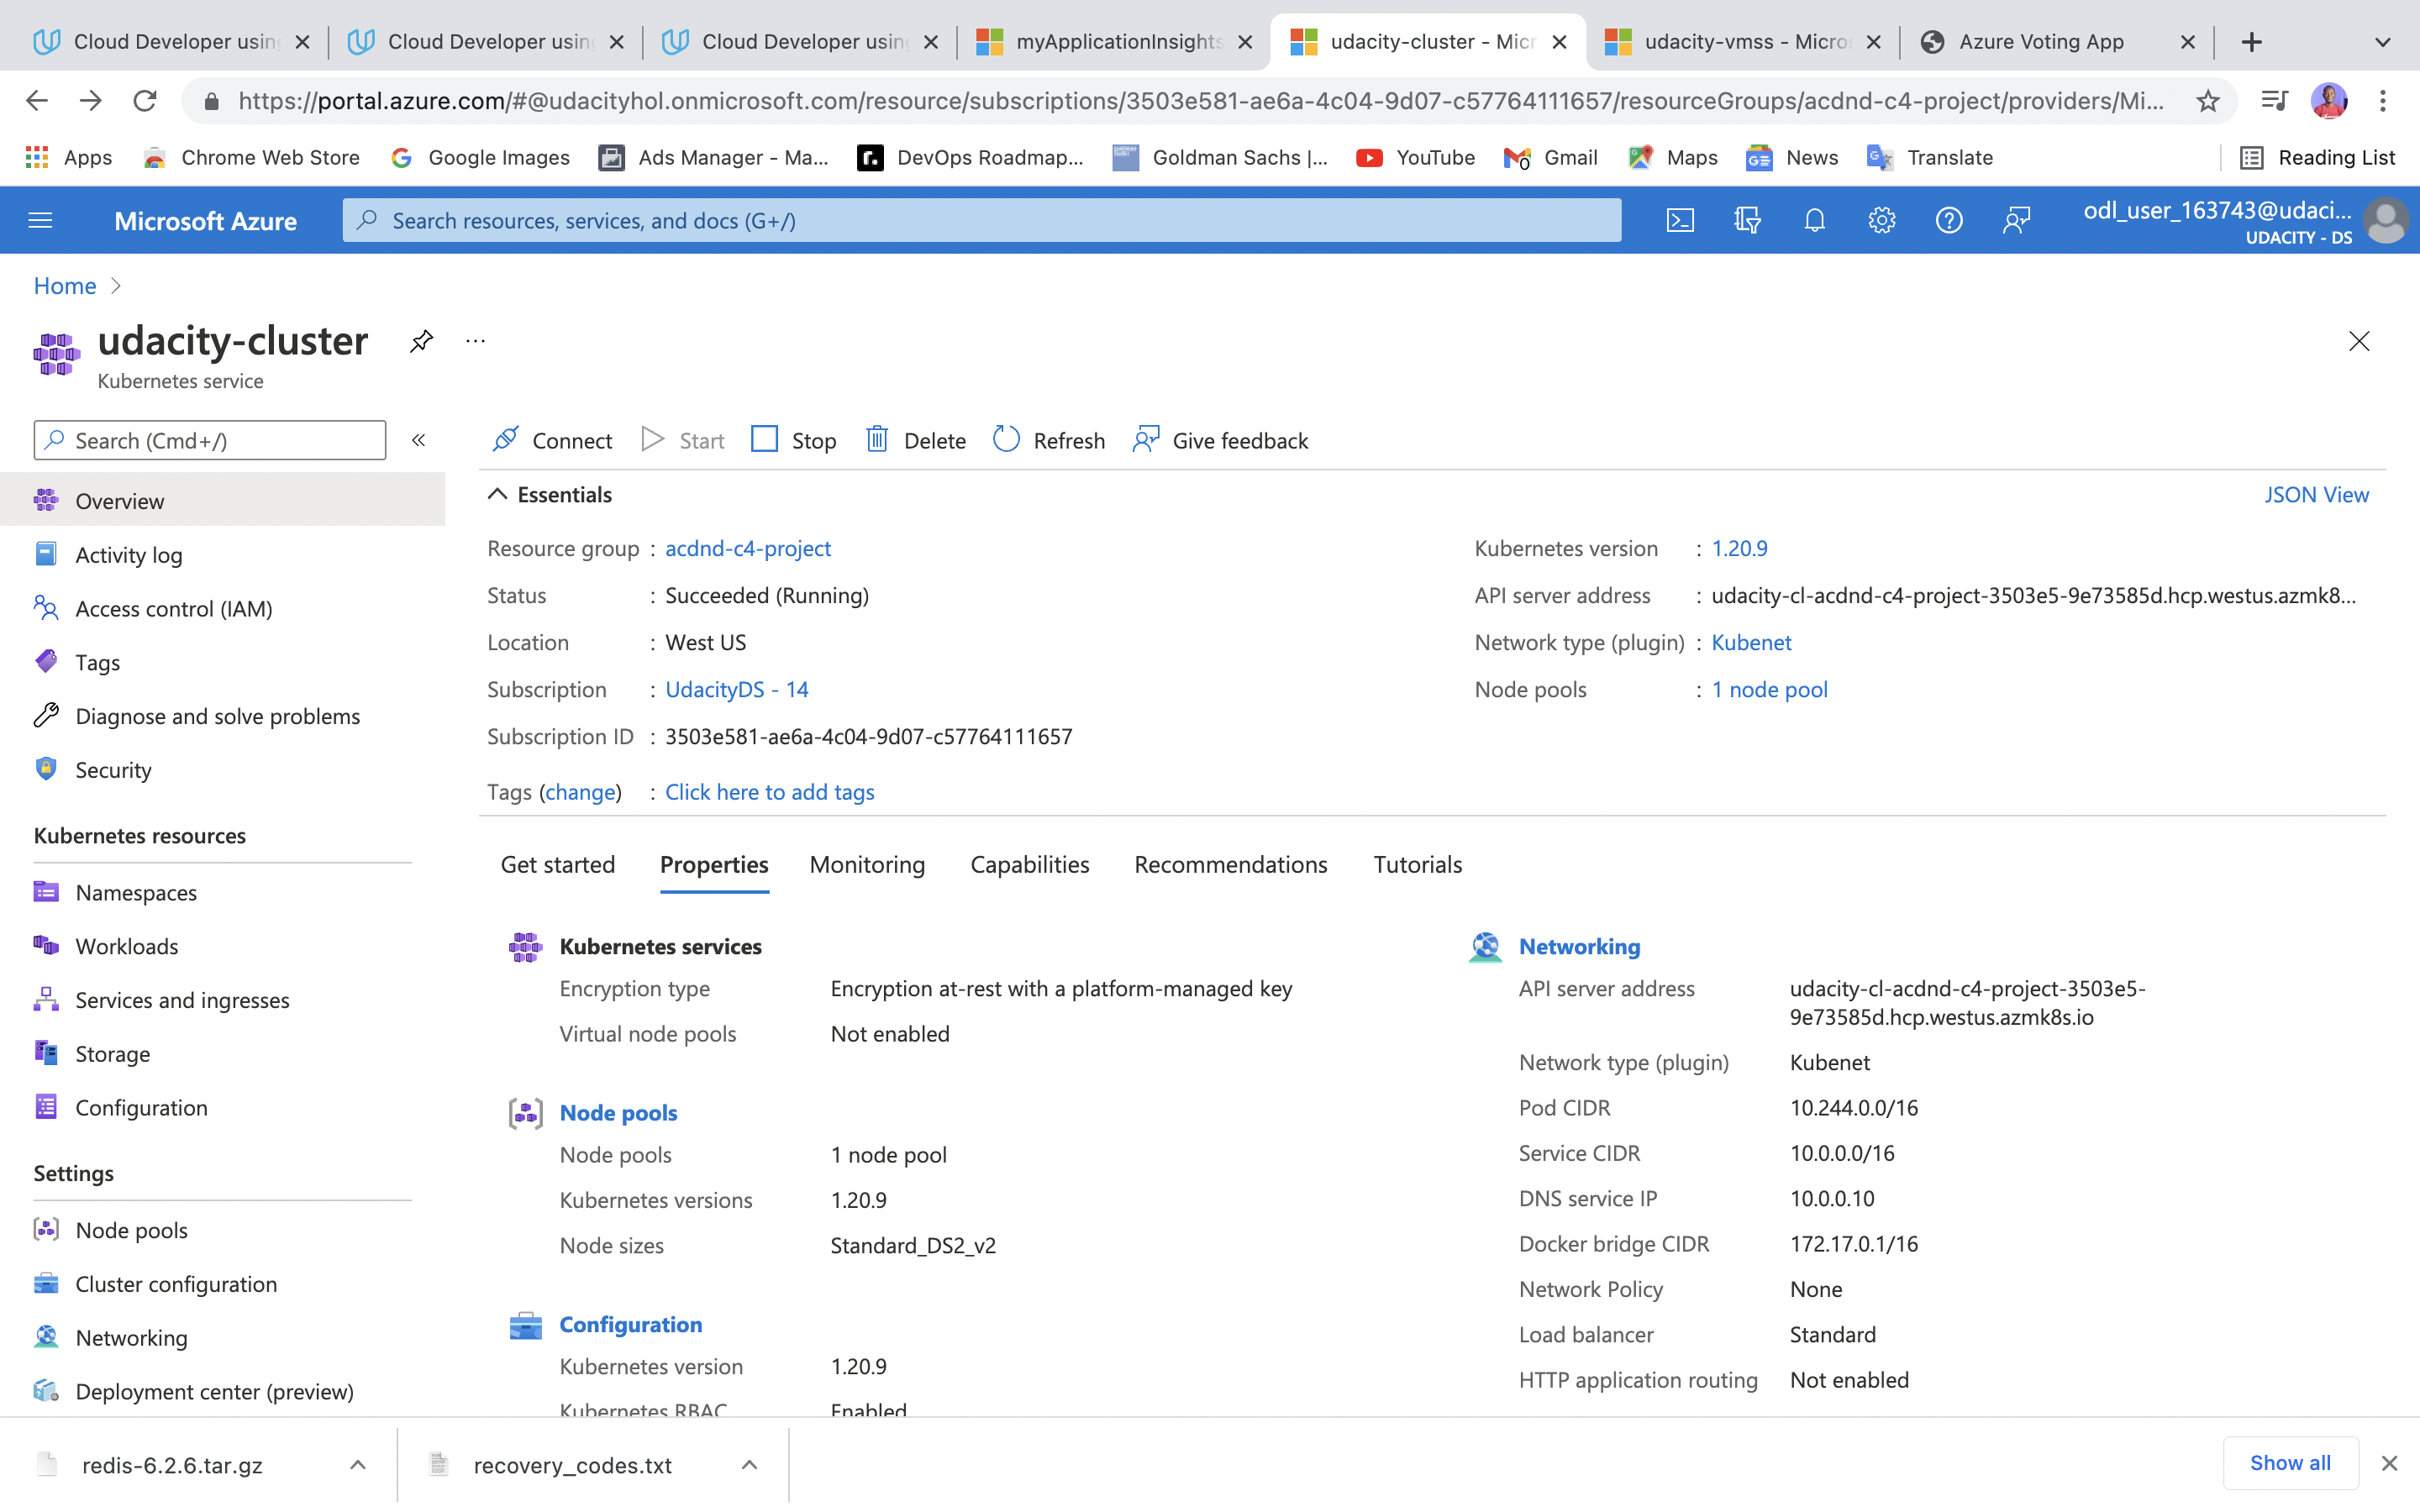 Cloud Developer using
Cloud Developer using
Cloud Developer using
myApplicationInsights
udacity-cluster - Micr
udacity-vmss - Micros
Azure Voting App
https://portal.azure.com/#@udacityhol.onmicrosoft.com/resource/subscriptions/3503e581-ae6a-4c04-9d07-c57764111657/resourceGroups/acdnd-c4-project/providers/Mi...
Apps
Chrome Web Store
Google Images
Ads Manager - Ma...
DevOps Roadmap...
Goldman Sachs |...
YouTube
Gmail
Maps
News
Translate
Reading List
Microsoft Azure
Search resources, services, and docs (G+/)
odl_user_163743@udaci...
UDACITY - DS
Home
udacity-cluster
...
Kubernetes service
Search (Cmd+/)
«
Connect
Start
Stop
Delete
Refresh
Give feedback
Overview
Activity log
Access control (IAM)
Tags
Diagnose and solve problems
Security
Kubernetes resources
Namespaces
Workloads
Services and ingresses
Storage
Configuration
Settings
Node pools
Cluster configuration
Networking
Deployment center (preview)
Essentials
JSON View
Resource group : acdnd-c4-project
Status : Succeeded (Running)
Location : West US
Subscription : UdacityDS - 14
Subscription ID : 3503e581-ae6a-4c04-9d07-c57764111657
Tags (change) : Click here to add tags
Kubernetes version : 1.20.9
API server address : udacity-cl-acdnd-c4-project-3503e5-9e73585d.hcp.westus.azmk8...
Network type (plugin) : Kubenet
Node pools : 1 node pool
Get started
Properties
Monitoring
Capabilities
Recommendations
Tutorials
Kubernetes services
Encryption type Encryption at-rest with a platform-managed key
Virtual node pools Not enabled
Node pools
Node pools 1 node pool
Kubernetes versions 1.20.9
Node sizes Standard_DS2_v2
Configuration
Kubernetes version 1.20.9
Kubernetes RBAC Enabled
Networking
API server address udacity-cl-acdnd-c4-project-3503e5-
9e73585d.hcp.westus.azmk8s.io
Network type (plugin) Kubenet
Pod CIDR 10.244.0.0/16
Service CIDR 10.0.0.0/16
DNS service IP 10.0.0.10
Docker bridge CIDR 172.17.0.1/16
Network Policy None
Load balancer Standard
HTTP application routing Not enabled
redis-6.2.6.tar.gz
recovery_codes.txt
Show all